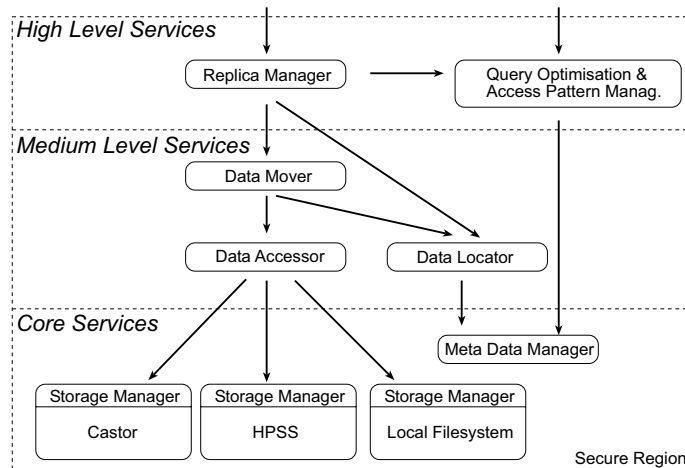 High Level Services
Replica Manager
Query Optimisation &
Access Pattern Manag.
Medium Level Services
Data Mover
Data Accessor
Data Locator
Core Services
Meta Data Manager
Storage Manager
Castor
Storage Manager
HPSS
Storage Manager
Local Filesystem
Secure Region